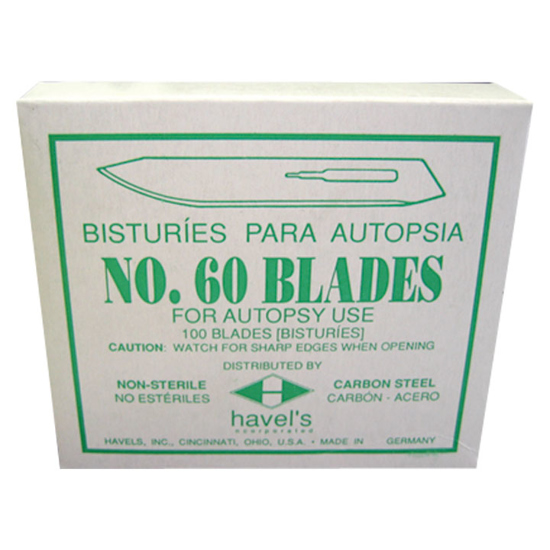 BISTURÍES PARA AUTOPSIA
NO. 60 BLADES
FOR AUTOPSY USE
100 BLADES [BISTURÍES]
CAUTION: WATCH FOR SHARP EDGES WHEN OPENING
DISTRIBUTED BY
NON-STERILE
NO ESTÉRILES
CARBON STEEL
CARBÓN - ACERO
havel's
incorporated
HAVELS, INC., CINCINNATI, OHIO, U.S.A. • MADE IN GERMANY